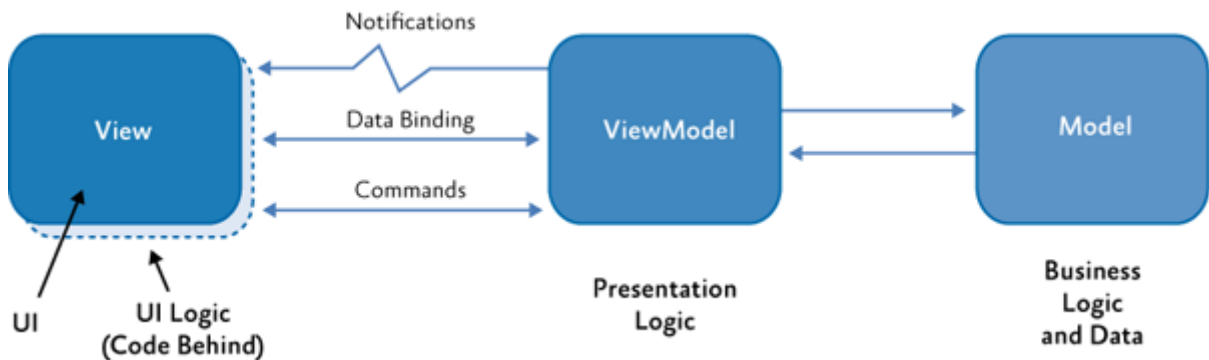 Notifications
View
Data Binding
ViewModel
Model
Commands
UI
UI Logic
(Code Behind)
Presentation
Logic
Business
Logic
and Data